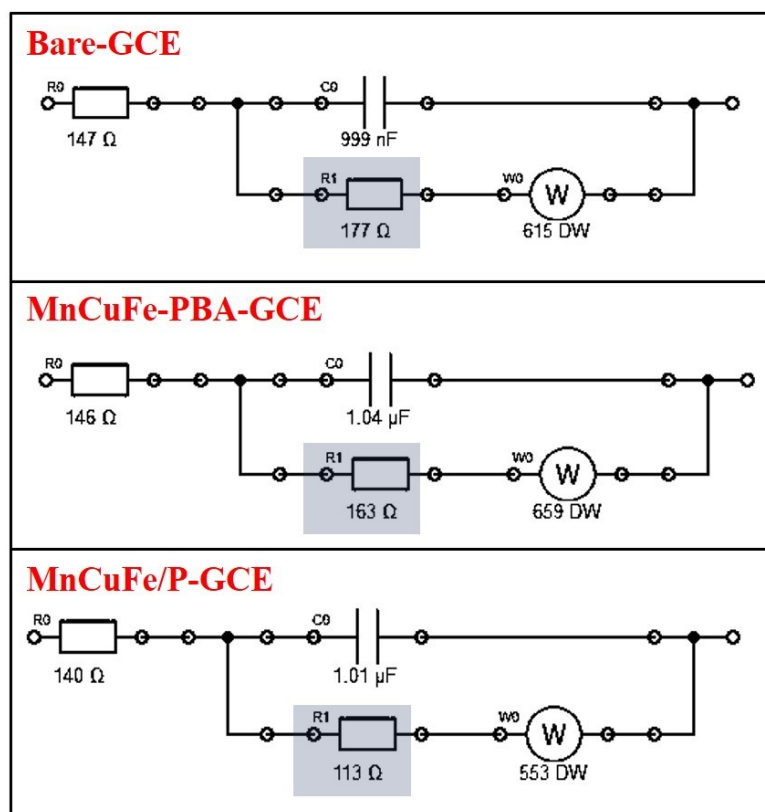 Bare-GCE
R0 C0
147 Ω 999 nF
R1 W0
W
177 Ω 615 DW
MnCuFe-PBA-GCE
R0 C0
146 Ω 1.04 µF
R1 W0
W
163 Ω 659 DW
MnCuFe/P-GCE
R0 C0
140 Ω 1.01 µF
R1 W0
W
113 Ω 553 DW